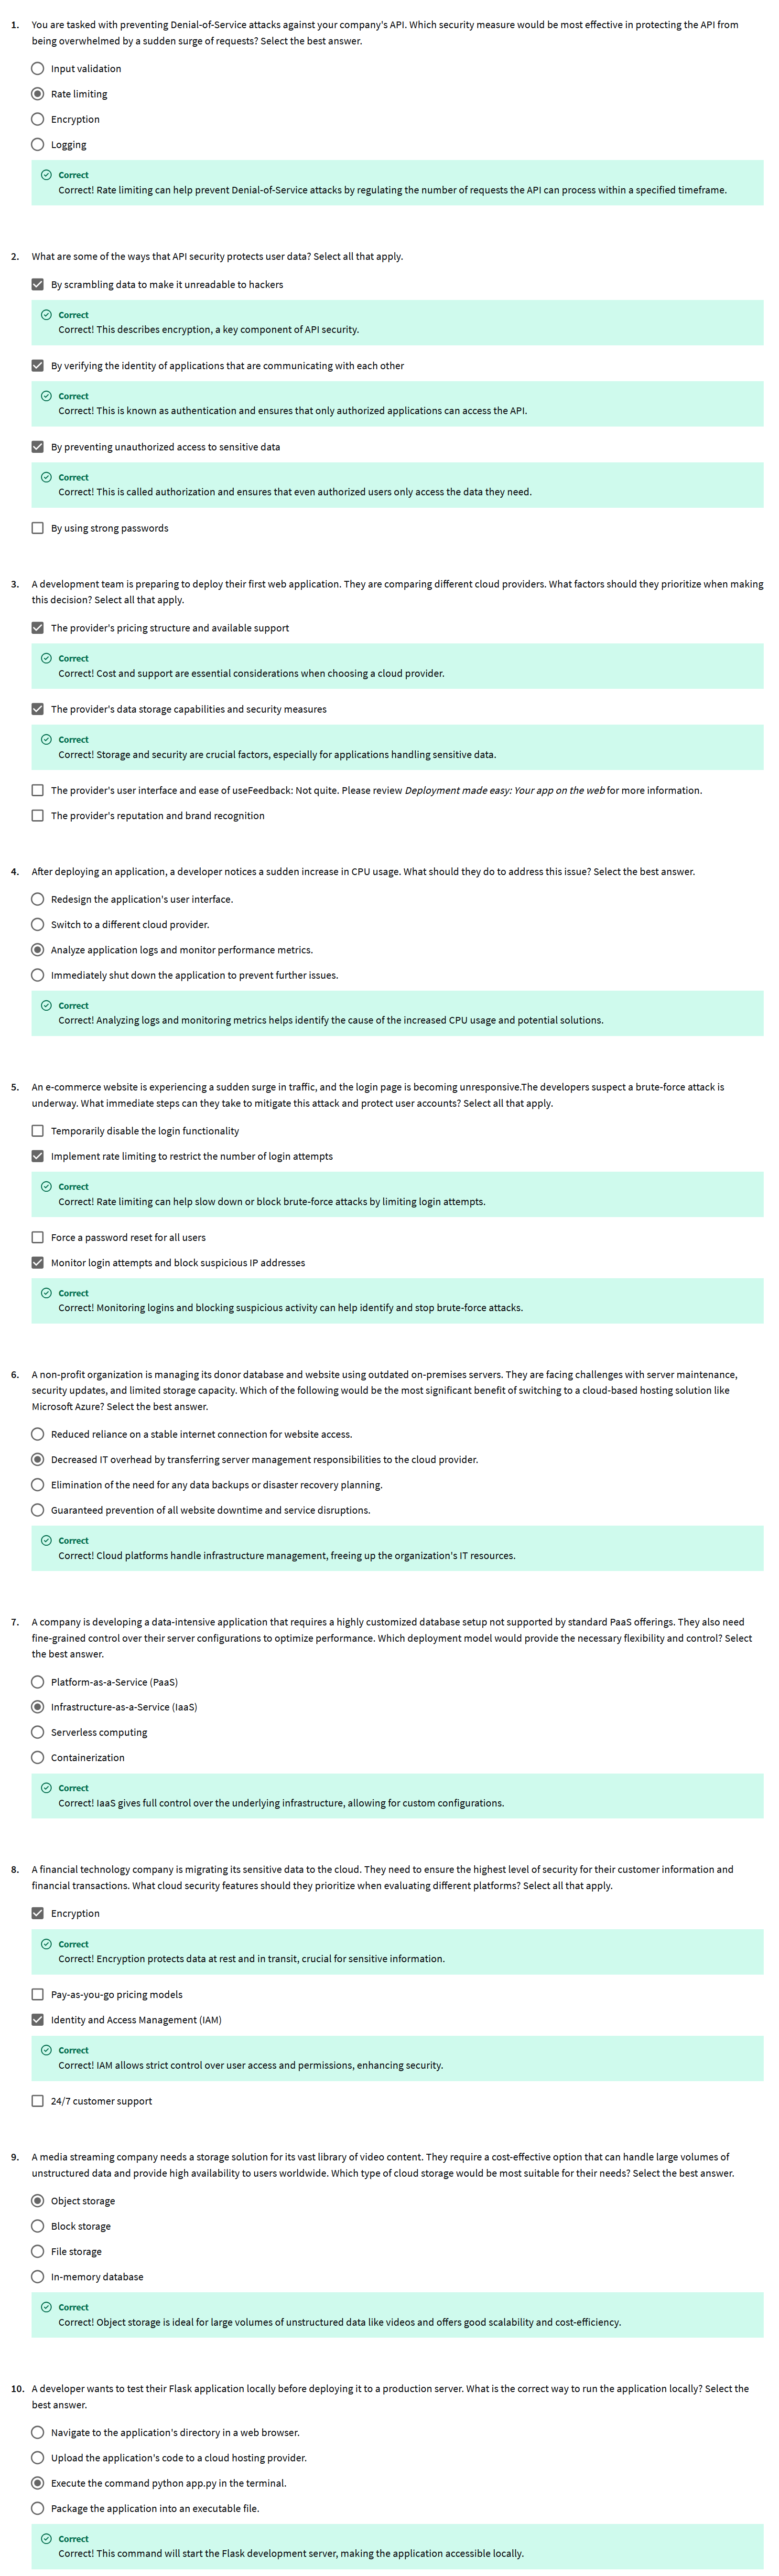 1. You are tasked with preventing Denial-of-Service attacks against your company's API. Which security measure would be most effective in protecting the API from
being overwhelmed by a sudden surge of requests? Select the best answer.
Input validation
Rate limiting
Encryption
Logging
Correct
Correct! Rate limiting can help prevent Denial-of-Service attacks by regulating the number of requests the API can process within a specified timeframe.
2. What are some of the ways that API security protects user data? Select all that apply.
By scrambling data to make it unreadable to hackers
Correct
Correct! This describes encryption, a key component of API security.
By verifying the identity of applications that are communicating with each other
Correct
Correct! This is known as authentication and ensures that only authorized applications can access the API.
By preventing unauthorized access to sensitive data
Correct
Correct! This is called authorization and ensures that even authorized users only access the data they need.
By using strong passwords
3. A development team is preparing to deploy their first web application. They are comparing different cloud providers. What factors should they prioritize when making
this decision? Select all that apply.
The provider's pricing structure and available support
Correct
Correct! Cost and support are essential considerations when choosing a cloud provider.
The provider's data storage capabilities and security measures
Correct
Correct! Storage and security are crucial factors, especially for applications handling sensitive data.
The provider's user interface and ease of useFeedback: Not quite. Please review Deployment made easy: Your app on the web for more information.
The provider's reputation and brand recognition
4. After deploying an application, a developer notices a sudden increase in CPU usage. What should they do to address this issue? Select the best answer.
Redesign the application's user interface.
Switch to a different cloud provider.
Analyze application logs and monitor performance metrics.
Immediately shut down the application to prevent further issues.
Correct
Correct! Analyzing logs and monitoring metrics helps identify the cause of the increased CPU usage and potential solutions.
5. An e-commerce website is experiencing a sudden surge in traffic, and the login page is becoming unresponsive.The developers suspect a brute-force attack is
underway. What immediate steps can they take to mitigate this attack and protect user accounts? Select all that apply.
Temporarily disable the login functionality
Implement rate limiting to restrict the number of login attempts
Correct
Correct! Rate limiting can help slow down or block brute-force attacks by limiting login attempts.
Force a password reset for all users
Monitor login attempts and block suspicious IP addresses
Correct
Correct! Monitoring logins and blocking suspicious activity can help identify and stop brute-force attacks.
6. A non-profit organization is managing its donor database and website using outdated on-premises servers. They are facing challenges with server maintenance,
security updates, and limited storage capacity. Which of the following would be the most significant benefit of switching to a cloud-based hosting solution like
Microsoft Azure? Select the best answer.
Reduced reliance on a stable internet connection for website access.
Decreased IT overhead by transferring server management responsibilities to the cloud provider.
Elimination of the need for any data backups or disaster recovery planning.
Guaranteed prevention of all website downtime and service disruptions.
Correct
Correct! Cloud platforms handle infrastructure management, freeing up the organization's IT resources.
7. A company is developing a data-intensive application that requires a highly customized database setup not supported by standard PaaS offerings. They also need
fine-grained control over their server configurations to optimize performance. Which deployment model would provide the necessary flexibility and control? Select
the best answer.
Platform-as-a-Service (PaaS)
Infrastructure-as-a-Service (IaaS)
Serverless computing
Containerization
Correct
Correct! IaaS gives full control over the underlying infrastructure, allowing for custom configurations.
8. A financial technology company is migrating its sensitive data to the cloud. They need to ensure the highest level of security for their customer information and
financial transactions. What cloud security features should they prioritize when evaluating different platforms? Select all that apply.
Encryption
Correct
Correct! Encryption protects data at rest and in transit, crucial for sensitive information.
Pay-as-you-go pricing models
Identity and Access Management (IAM)
Correct
Correct! IAM allows strict control over user access and permissions, enhancing security.
24/7 customer support
9. A media streaming company needs a storage solution for its vast library of video content. They require a cost-effective option that can handle large volumes of
unstructured data and provide high availability to users worldwide. Which type of cloud storage would be most suitable for their needs? Select the best answer.
Object storage
Block storage
File storage
In-memory database
Correct
Correct! Object storage is ideal for large volumes of unstructured data like videos and offers good scalability and cost-efficiency.
10. A developer wants to test their Flask application locally before deploying it to a production server. What is the correct way to run the application locally? Select the
best answer.
Navigate to the application's directory in a web browser.
Upload the application's code to a cloud hosting provider.
Execute the command python app.py in the terminal.
Package the application into an executable file.
Correct
Correct! This command will start the Flask development server, making the application accessible locally.